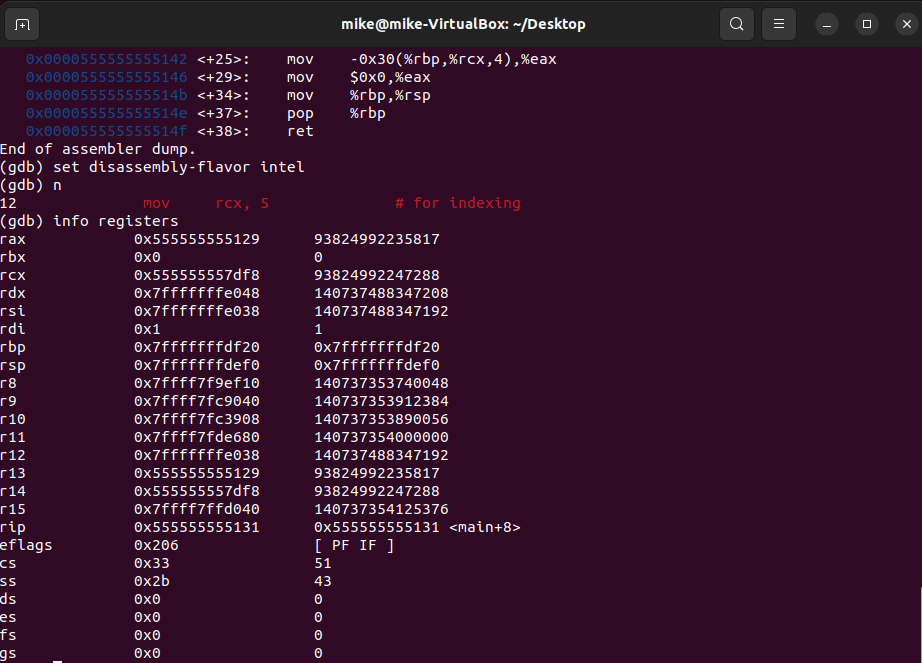 mike@mike-VirtualBox: ~/Desktop
0x0000555555555142 <+25>: mov -0x30(%rbp,%rcx,4),%eax
0x0000555555555146 <+29>: mov $0x0,%eax
0x000055555555514b <+34>: mov %rbp,%rsp
0x000055555555514e <+37>: pop %rbp
0x000055555555514f <+38>: ret
End of assembler dump.
(gdb) set disassembly-flavor intel
(gdb) n
12 mov rcx, 5 # for indexing
(gdb) info registers
rax 0x555555555129 93824992235817
rbx 0x0 0
rcx 0x555555557df8 93824992247288
rdx 0x7fffffffe048 140737488347208
rsi 0x7fffffffe038 140737488347192
rdi 0x1 1
rbp 0x7fffffffdf20 0x7fffffffdf20
rsp 0x7fffffffdef0 0x7fffffffdef0
r8 0x7ffff7f9ef10 140737353740048
r9 0x7ffff7fc9040 140737353912384
r10 0x7ffff7fc3908 140737353890056
r11 0x7ffff7fde680 140737354000000
r12 0x7fffffffe038 140737488347192
r13 0x555555555129 93824992235817
r14 0x555555557df8 93824992247288
r15 0x7ffff7ffd040 140737354125376
rip 0x555555555131 0x555555555131 <main+8>
eflags 0x206 [ PF IF ]
cs 0x33 51
ss 0x2b 43
ds 0x0 0
es 0x0 0
fs 0x0 0
gs 0x0 0